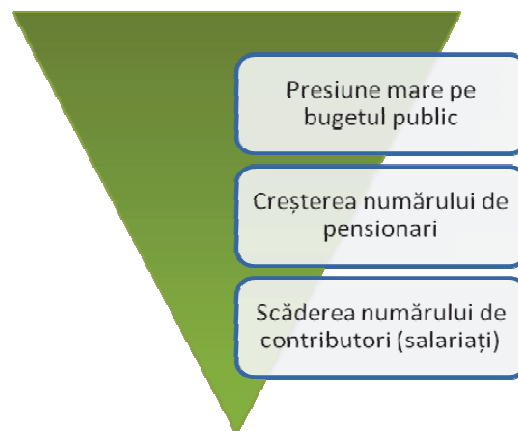 Presiune mare pe
bugetul public
Creșterea numărului de
pensionari
Scăderea numărului de
contributori (salariați)